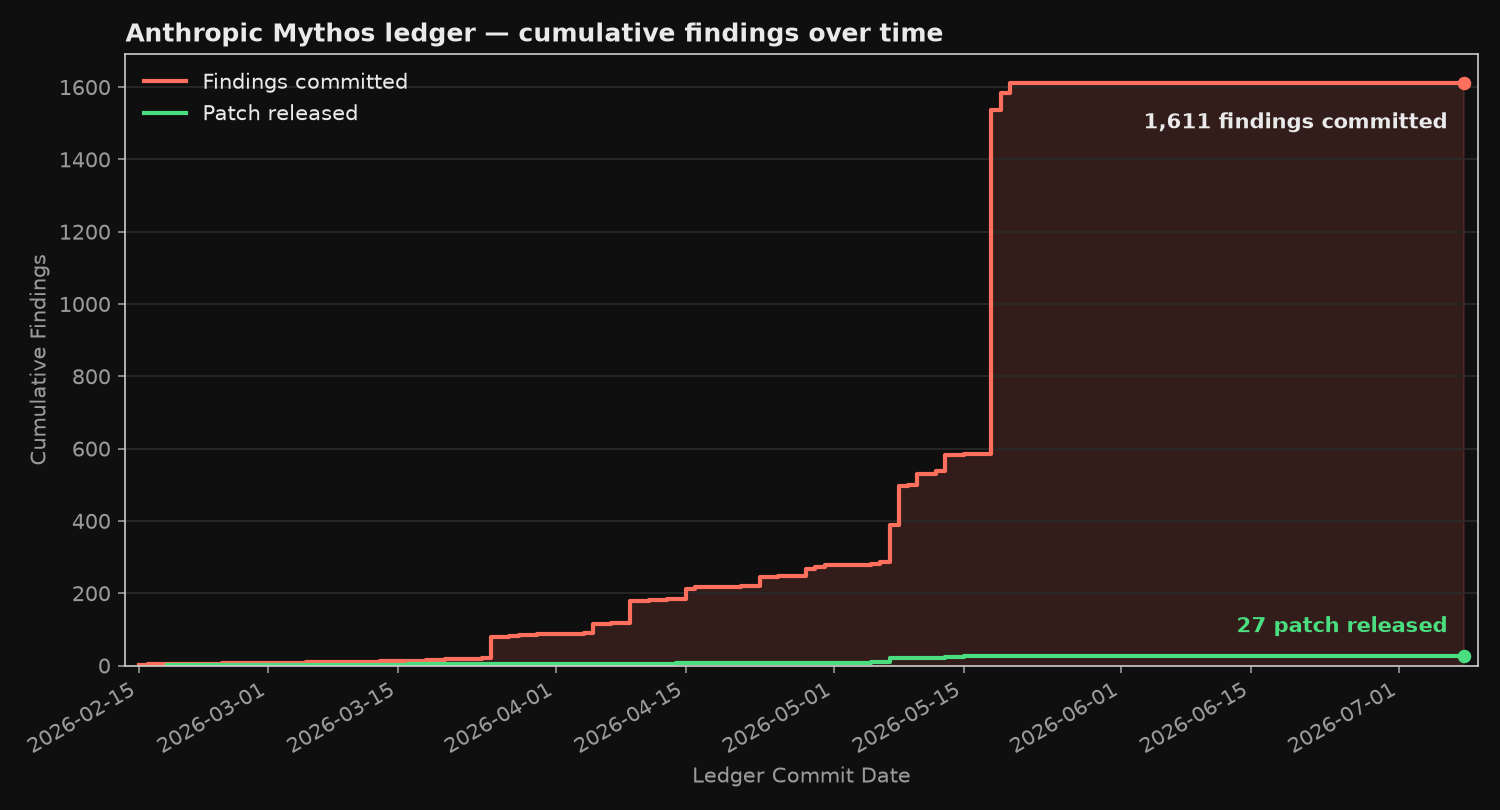 Anthropic Mythos ledger — cumulative findings over time
Findings committed
Patch released
1600
1400
1200
1000
800
600
400
200
0
Cumulative Findings
1,611 findings committed
27 patch released
2026-02-15
2026-03-01
2026-03-15
2026-04-01
2026-04-15
2026-05-01
2026-05-15
2026-06-01
2026-06-15
2026-07-01
Ledger Commit Date